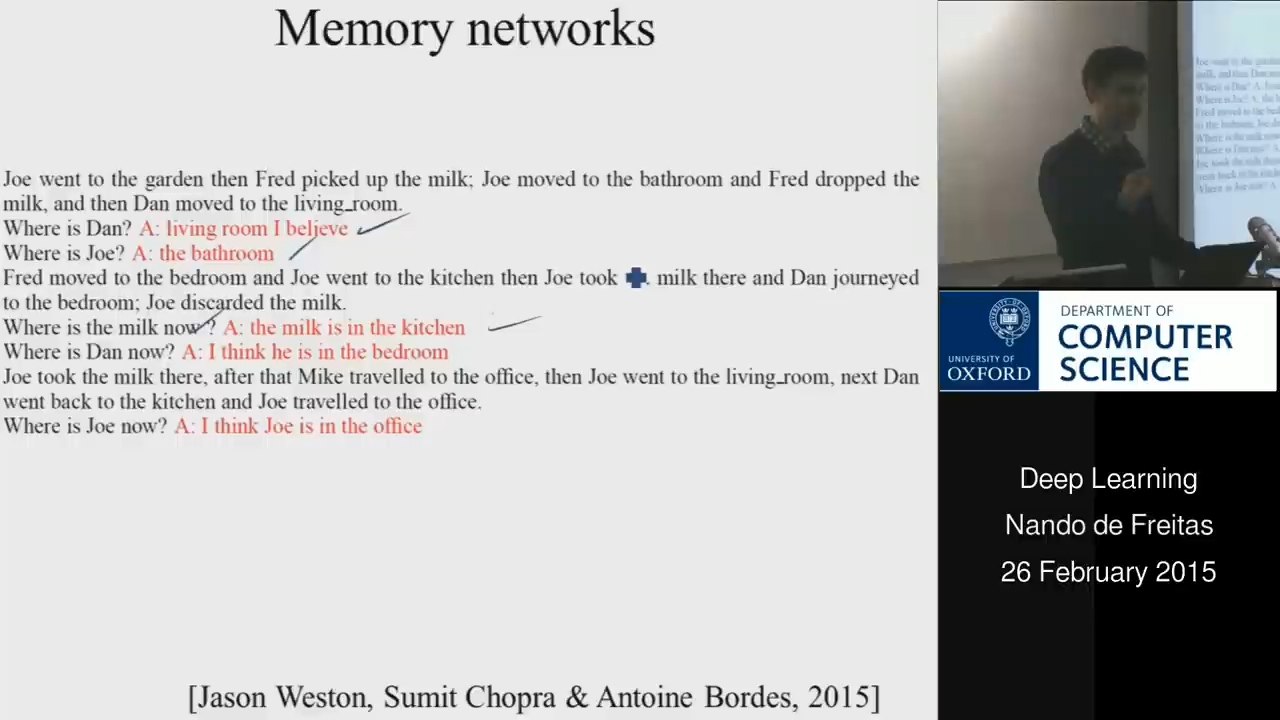 Memory networks
Joe went to the garden then Fred picked up the milk; Joe moved to the bathroom and Fred dropped the
milk, and then Dan moved to the living_room.
Where is Dan? A: living room I believe
Where is Joe? A: the bathroom
Fred moved to the bedroom and Joe went to the kitchen then Joe took milk there and Dan journeyed
to the bedroom; Joe discarded the milk.
Where is the milk now ? A: the milk is in the kitchen
Where is Dan now? A: I think he is in the bedroom
Joe took the milk there, after that Mike travelled to the office, then Joe went to the living_room, next Dan
went back to the kitchen and Joe travelled to the office.
Where is Joe now? A: I think Joe is in the office
[Jason Weston, Sumit Chopra & Antoine Bordes, 2015]
UNIVERSITY OF
OXFORD
DEPARTMENT OF
COMPUTER
SCIENCE
Deep Learning
Nando de Freitas
26 February 2015